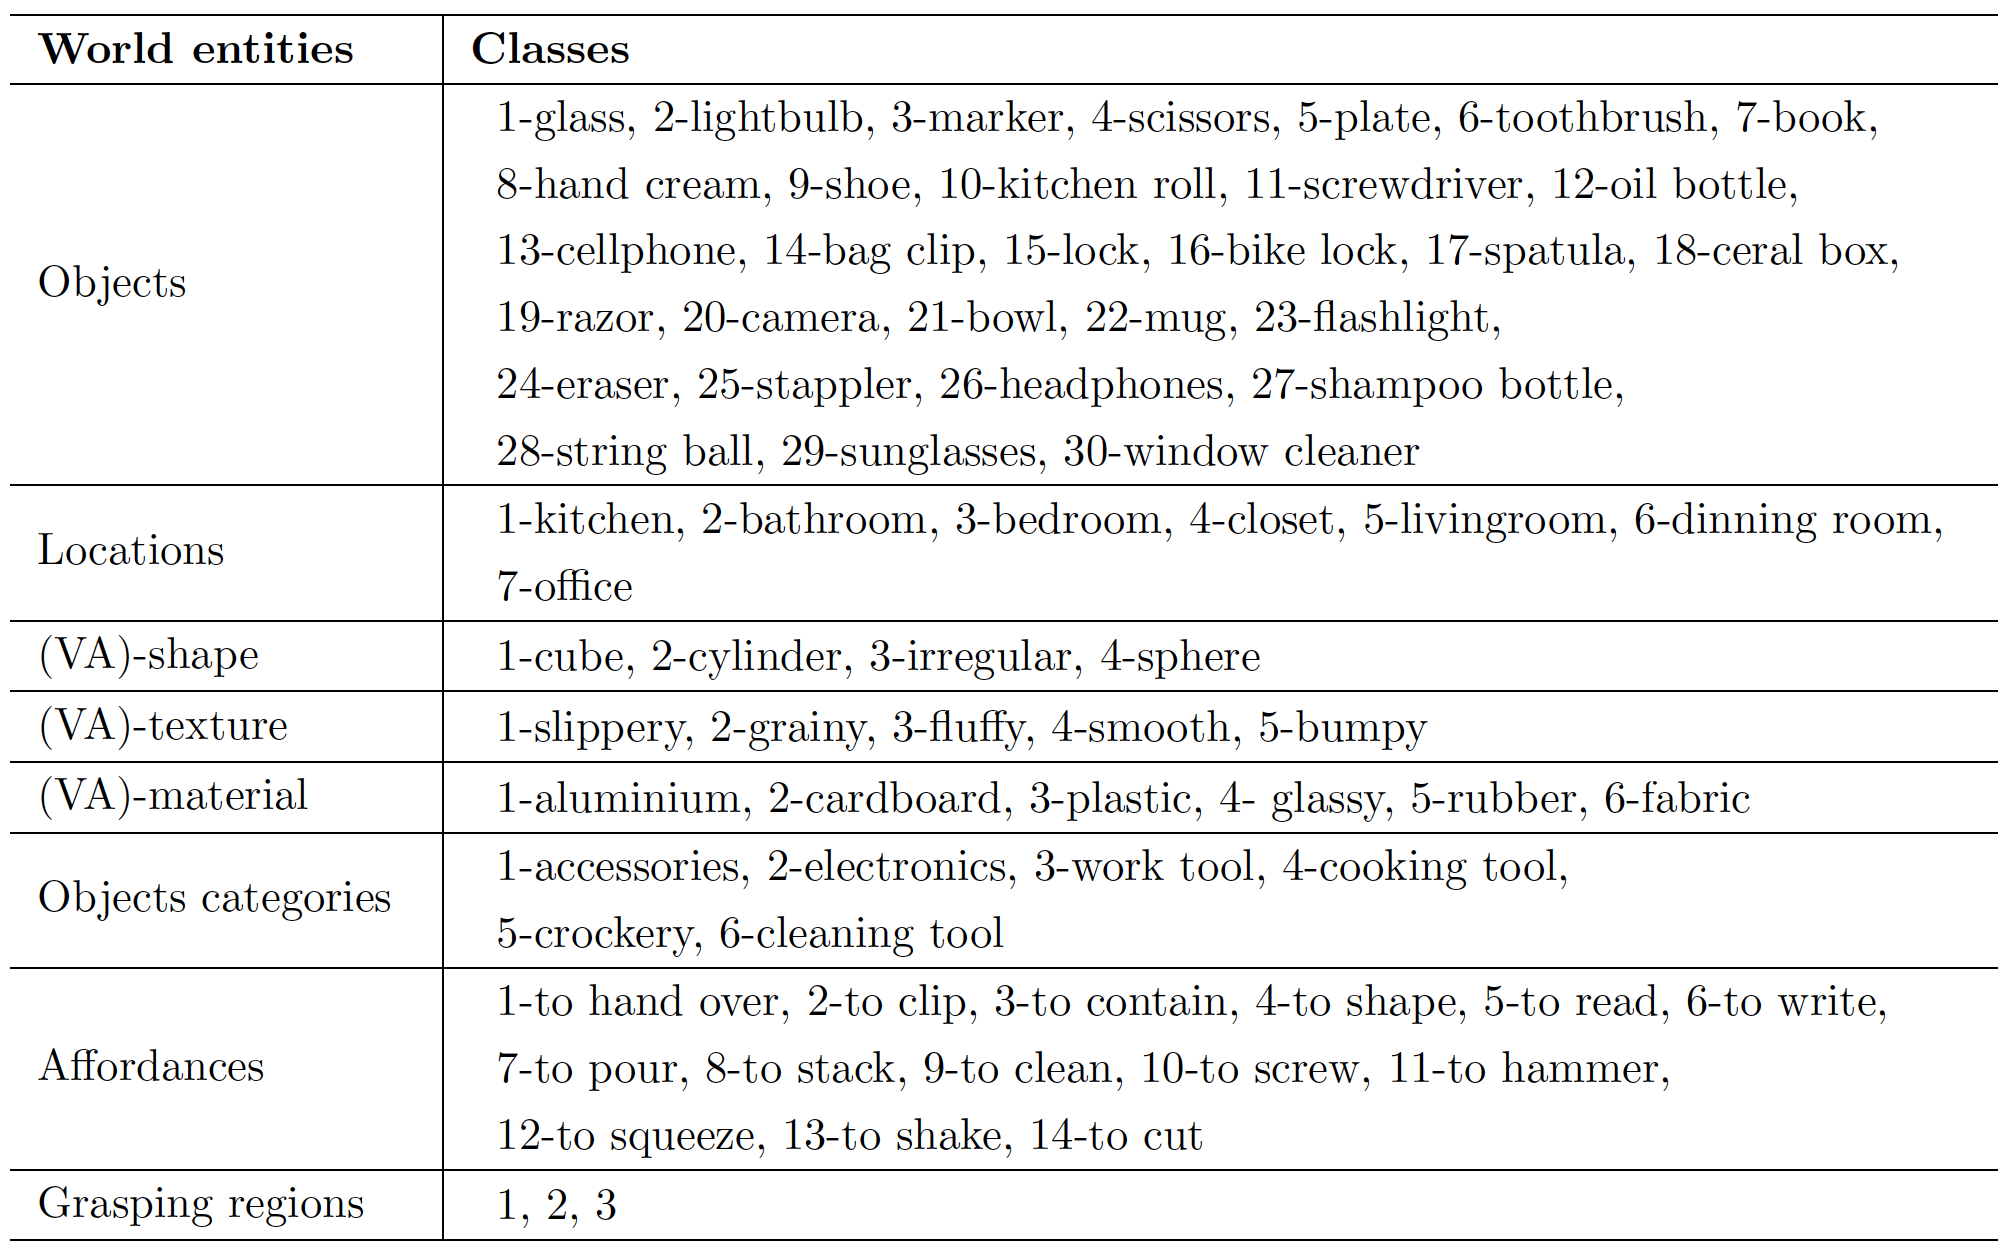 World entities Classes
1-glass, 2-lightbulb, 3-marker, 4-scissors, 5-plate, 6-toothbrush, 7-book,
8-hand cream, 9-shoe, 10-kitchen roll, 11-screwdriver, 12-oil bottle,
Objects
13-cellphone, 14-bag clip, 15-lock, 16-bike lock, 17-spatula, 18-ceral box,
19-razor, 20-camera, 21-bowl, 22-mug, 23-flashlight,
24-eraser, 25-stappler, 26-headphones, 27-shampoo bottle,
28-string ball, 29-sunglasses, 30-window cleaner
Locations
1-kitchen, 2-bathroom, 3-bedroom, 4-closet, 5-livingroom, 6-dinning room,
7-office
(VA)-shape 1-cube, 2-cylinder, 3-irregular, 4-sphere
(VA)-texture 1-slippery, 2-grainy, 3-fluffy, 4-smooth, 5-bumpy
(VA)-material 1-aluminium, 2-cardboard, 3-plastic, 4- glassy, 5-rubber, 6-fabric
Objects categories
1-accessories, 2-electronics, 3-work tool, 4-cooking tool,
5-crockery, 6-cleaning tool
Affordances
1-to hand over, 2-to clip, 3-to contain, 4-to shape, 5-to read, 6-to write,
7-to pour, 8-to stack, 9-to clean, 10-to screw, 11-to hammer,
12-to squeeze, 13-to shake, 14-to cut
Grasping regions 1, 2, 3